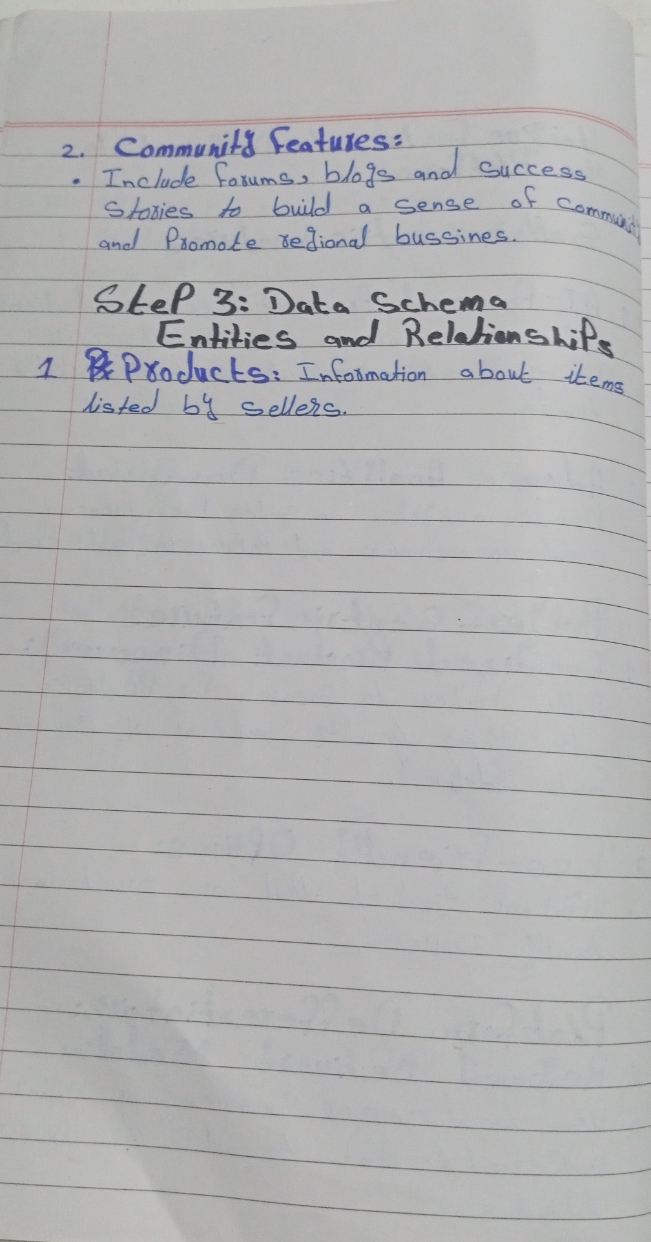 2. Community Features:
• Include forums, blogs and success
stories to build a sense of Communit
and Promote regional bussines.
Step 3: Data Schema
Entities and Relationships
1 Products: Information about items
listed by sellers.